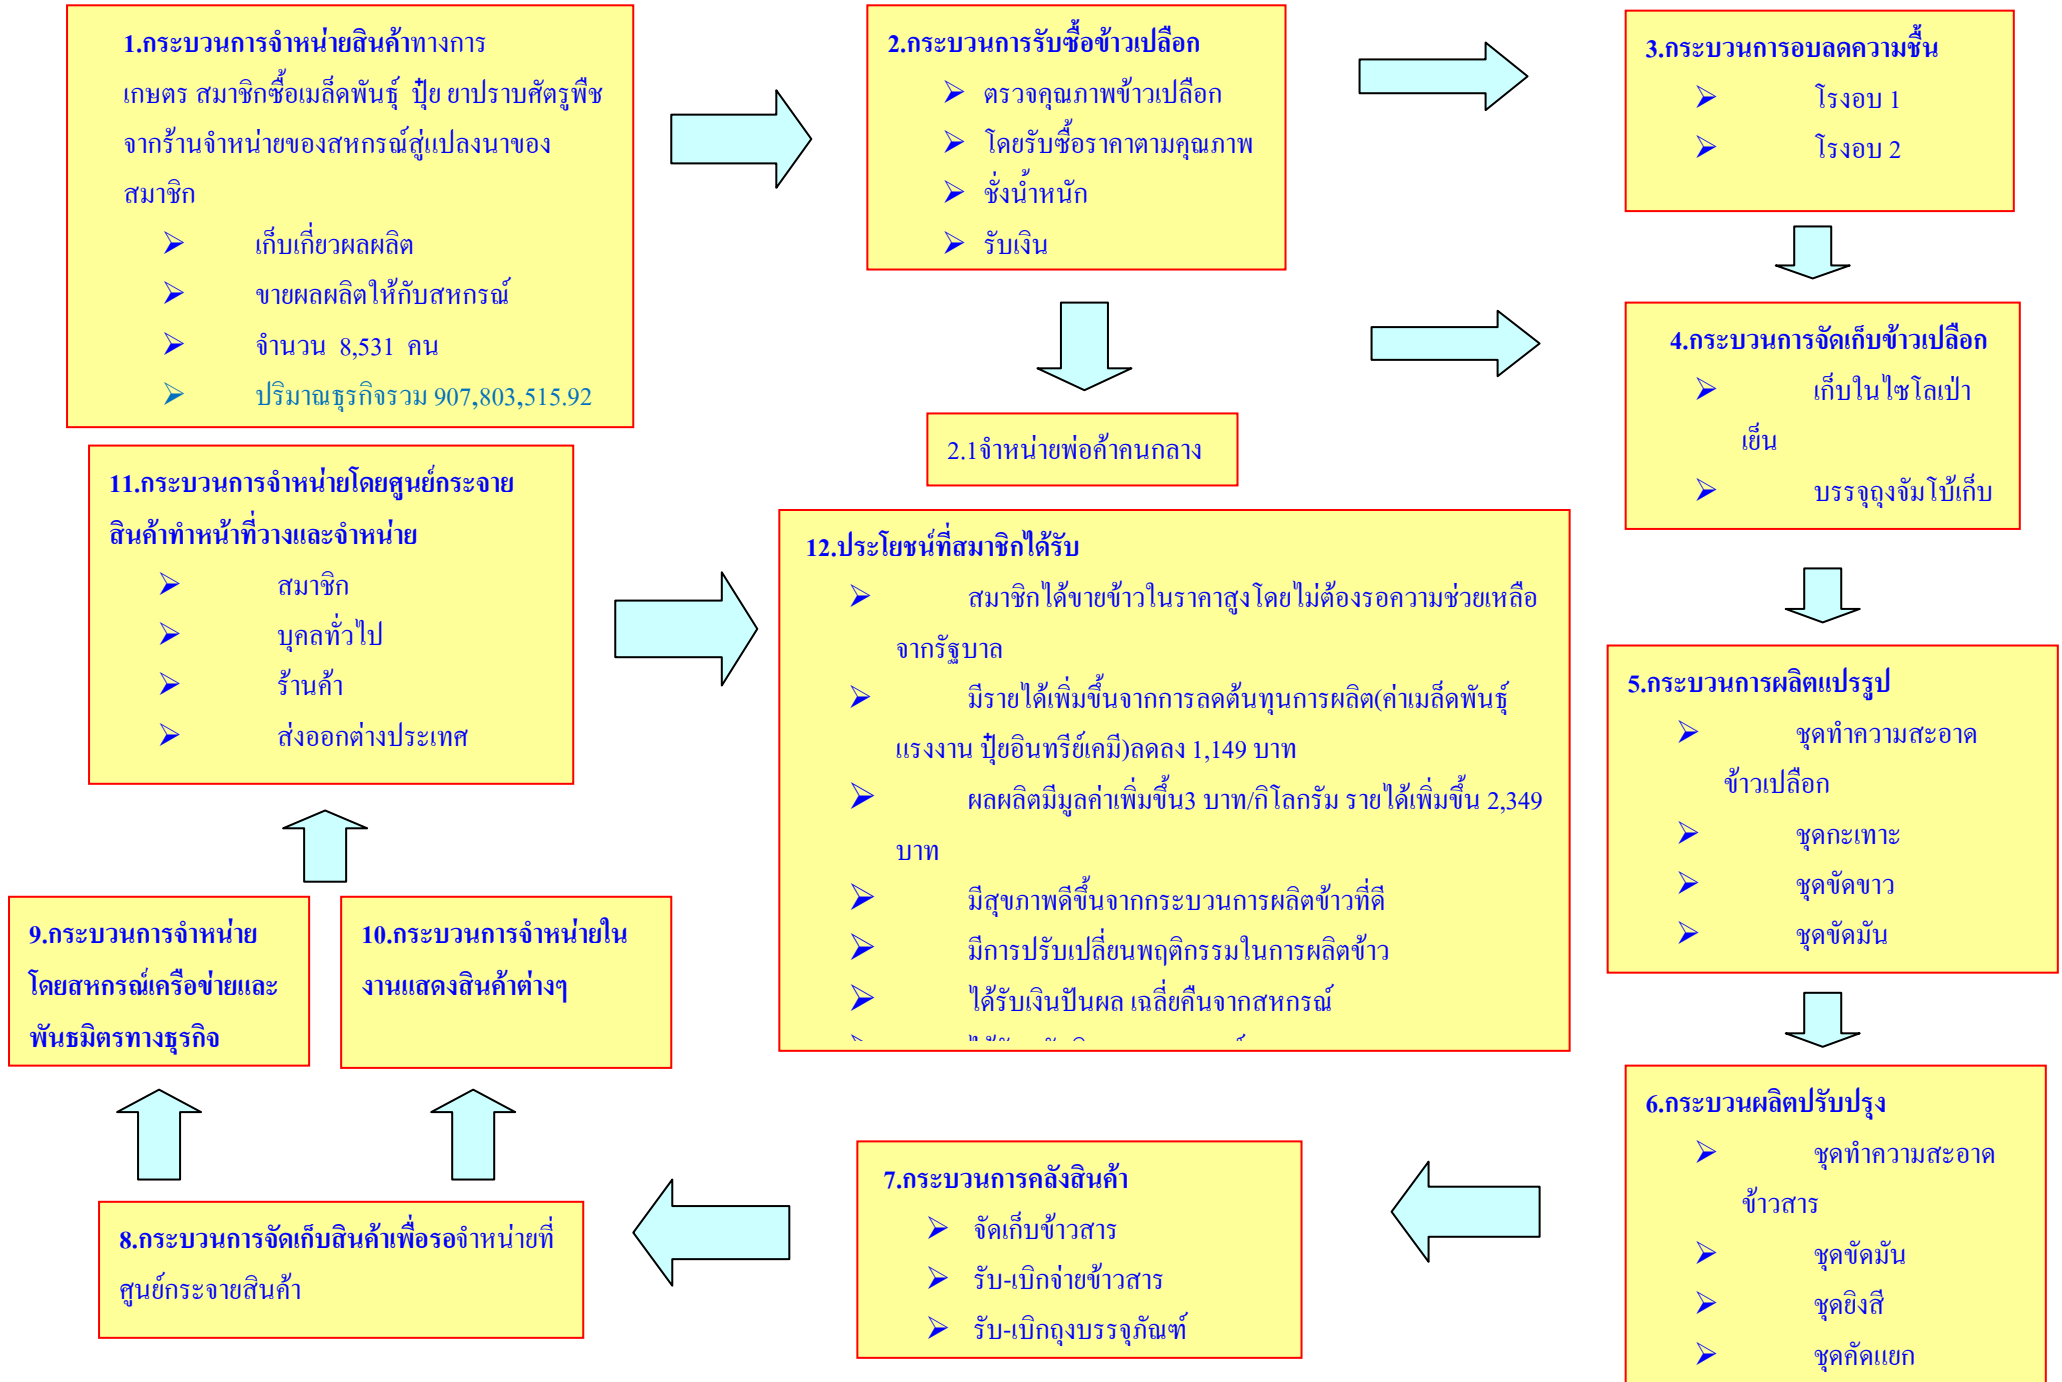 1.กระบวนการจำหน่ายสินค้าทางการ
เกษตร สมาชิกซื้อเมล็ดพันธุ์ ปุ๋ย ยาปราบศัตรูพืช
จากร้านจำหน่ายของสหกรณ์สู่แปลงนาของ
สมาชิก
➢ เก็บเกี่ยวผลผลิต
➢ ขายผลผลิตให้กับสหกรณ์
➢ จำนวน 8,531 คน
➢ ปริมาณธุรกิจรวม 907,803,515.92
2.กระบวนการรับซื้อข้าวเปลือก
➢ ตรวจคุณภาพข้าวเปลือก
➢ โดยรับซื้อราคาตามคุณภาพ
➢ ชั่งน้ำหนัก
➢ รับเงิน
2.1จำหน่ายพ่อค้าคนกลาง
3.กระบวนการอบลดความชื้น
➢ โรงอบ 1
➢ โรงอบ 2
4.กระบวนการจัดเก็บข้าวเปลือก
➢ เก็บในไซโลเป่า
เย็น
➢ บรรจุถุงจัมโบ้เก็บ
5.กระบวนการผลิตแปรรูป
➢ ชุดทำความสะอาด
ข้าวเปลือก
➢ ชุดกะเทาะ
➢ ชุดขัดขาว
➢ ชุดขัดมัน
6.กระบวนผลิตปรับปรุง
➢ ชุดทำความสะอาด
ข้าวสาร
➢ ชุดขัดมัน
➢ ชุดยิงสี
➢ ชุดคัดแยก
7.กระบวนการคลังสินค้า
➢ จัดเก็บข้าวสาร
➢ รับ-เบิกจ่ายข้าวสาร
➢ รับ-เบิกถุงบรรจุภัณฑ์
8.กระบวนการจัดเก็บสินค้าเพื่อรอจำหน่ายที่
ศูนย์กระจายสินค้า
9.กระบวนการจำหน่าย
โดยสหกรณ์เครือข่ายและ
พันธมิตรทางธุรกิจ
10.กระบวนการจำหน่ายใน
งานแสดงสินค้าต่างๆ
11.กระบวนการจำหน่ายโดยศูนย์กระจาย
สินค้าทำหน้าที่วางและจำหน่าย
➢ สมาชิก
➢ บุคลทั่วไป
➢ ร้านค้า
➢ ส่งออกต่างประเทศ
12.ประโยชน์ที่สมาชิกได้รับ
➢ สมาชิกได้ขายข้าวในราคาสูงโดยไม่ต้องรอความช่วยเหลือ
จากรัฐบาล
➢ มีรายได้เพิ่มขึ้นจากการลดต้นทุนการผลิต(ค่าเมล็ดพันธุ์
แรงงาน ปุ๋ยอินทรีย์เคมี)ลดลง 1,149 บาท
➢ ผลผลิตมีมูลค่าเพิ่มขึ้น3 บาท/กิโลกรัม รายได้เพิ่มขึ้น 2,349
บาท
➢ มีสุขภาพดีขึ้นจากกระบวนการผลิตข้าวที่ดี
➢ มีการปรับเปลี่ยนพฤติกรรมในการผลิตข้าว
➢ ได้รับเงินปันผล เฉลี่ยคืนจากสหกรณ์